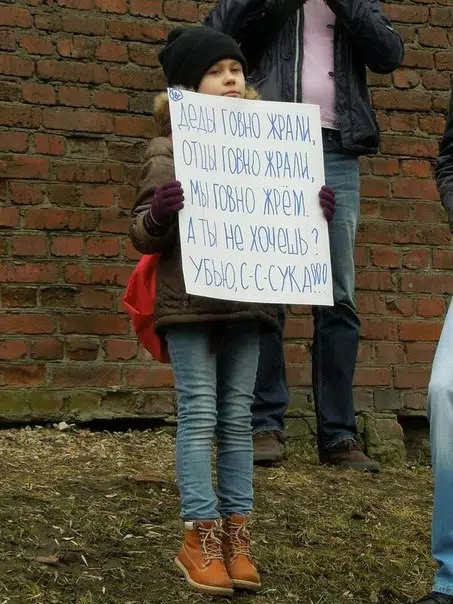 ДЕДЫ ГОВНО ЖРАЛИ,
ОТЦЫ ГОВНО ЖРАЛИ,
МЫ ГОВНО ЖРЁМ.
А ТЫ НЕ ХОЧЕШЬ?
УБЬЮ, С-С-СУКА!!!